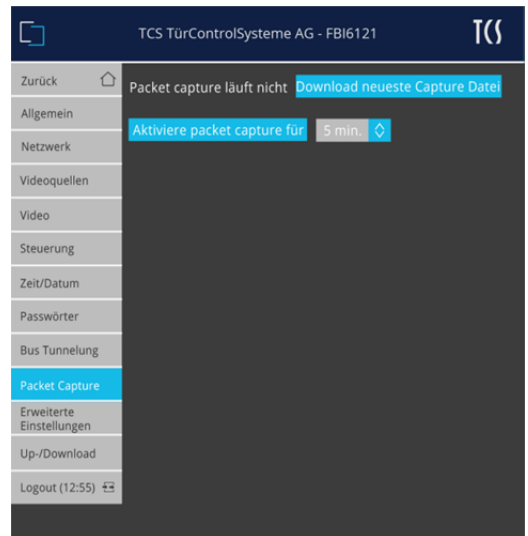 TCS TürControlSysteme AG - FBI6121
TCS
Zurück
Packet capture läuft nicht Download neueste Capture Datei
Allgemein
Aktiviere packet capture für 5 min.
Netzwerk
Videoquellen
Video
Steuerung
Zeit/Datum
Passwörter
Bus Tunnelung
Packet Capture
Erweiterte
Einstellungen
Up-/Download
Logout (12:55)